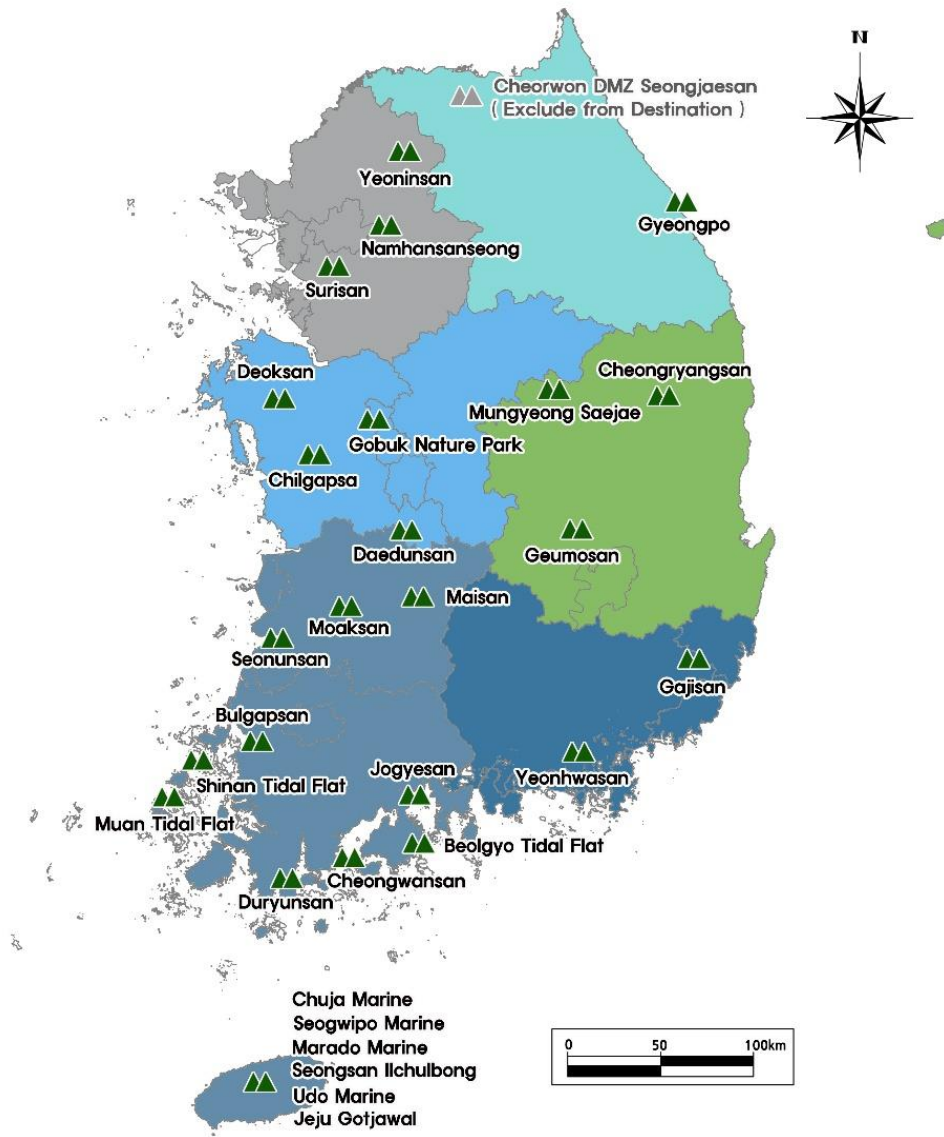 N
Cheorwon DMZ Seongjaesan
( Exclude from Destination )
Yeoninsan
Gyeongpo
Namhansanseong
Surisan
Deoksan
Cheongryangsan
Mungyeong Saejae
Gobuk Nature Park
Chilgapsa
Daedunsan
Geumosan
Maisan
Moaksan
Seonunsan
Gajisan
Bulgapsan
Jogyesan
Yeonhwasan
Shinan Tidal Flat
Muan Tidal Flat
Beolgyo Tidal Flat
Cheongwansan
Duryunsan
Chuja Marine
Seogwipo Marine
Marado Marine
Seongsan Ilchulbong
Udo Marine
Jeju Gotjawal
0 50 100km